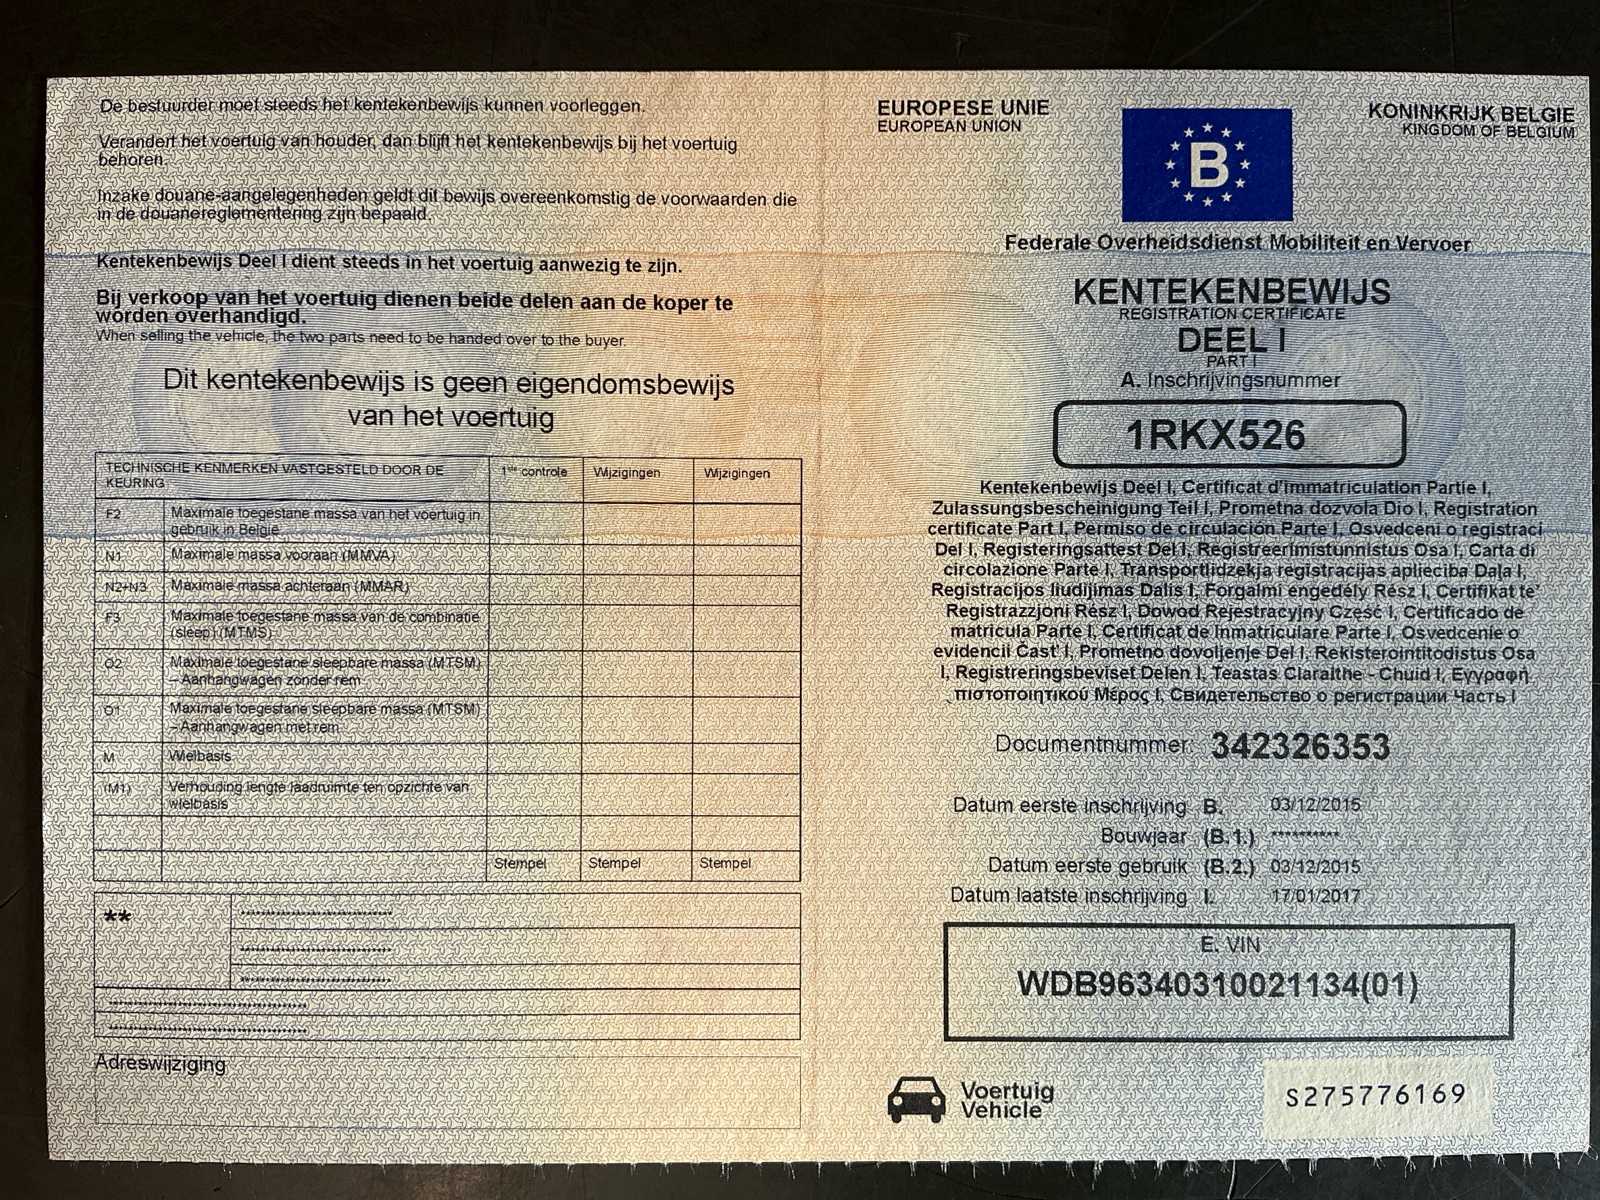 De bestuurder moet steeds het kentekenbewijs kunnen voorleggen.
Verandert het voertuig van houder, dan blijft het kentekenbewijs bij het voertuig
behoren.
Inzake douane-aangelegenheden geldt dit bewijs overeenkomstig de voorwaarden die
in de douanereglementering zijn bepaald.
Kentekenbewijs Deel I dient steeds in het voertuig aanwezig te zijn.
Bij verkoop van het voertuig dienen beide delen aan de koper te
worden overhandigd.
When selling the vehicle, the two parts need to be handed over to the buyer.
Dit kentekenbewijs is geen eigendomsbewijs
van het voertuig
TECHNISCHE KENMERKEN VASTGESTELD DOOR DE
KEURING
1ste controle
Wijzigingen
Wijzigingen
F2 Maximale toegestane massa van het voertuig in
gebruik in België
N1 Maximale massa vooraan (MMVA)
N2+N3 Maximale massa achteraan (MMAR)
F3 Maximale toegestane massa van de combinatie
(sleep) (MTMS)
O2 Maximale toegestane sleepbare massa (MTSM)
– Aanhangwagen zonder rem
O1 Maximale toegestane sleepbare massa (MTSM)
– Aanhangwagen met rem
M Wielbasis
(M1) Verhouding lengte laadruimte ten opzichte van
wielbasis
Stempel Stempel Stempel
**
Adreswijziging
EUROPESE UNIE
EUROPEAN UNION
B
KONINKRIJK BELGIE
KINGDOM OF BELGIUM
Federale Overheidsdienst Mobiliteit en Vervoer
KENTEKENBEWIJS
REGISTRATION CERTIFICATE
DEEL I
PART I
A. Inschrijvingsnummer
1RKX526
Kentekenbewijs Deel I, Certificat d'Immatriculation Partie I,
Zulassungsbescheinigung Teil I, Prometna dozvola Dio I, Registration
certificate Part I, Permiso de circulación Parte I, Osvedceni o registraci
Del I, Registeringsattest Del I, Registreerimistunnistus Osa I, Carta di
circolazione Parte I, Transportlidzekja registracijas aplieciba Daļa I,
Registracijos liudijimas Dalis I, Forgalmi engedély Rész I, Certifikat te'
Registrazzjoni Rész I, Dowód Rejestracyjny Część I, Certificado de
matricula Parte I, Certificat de Inmatriculare Parte I, Osvedcenie o
evidencii Cast' I, Prometno dovoljenje Del I, Rekisterointitodistus Osa
I, Registreringsbeviset Delen I, Teastas Claraithe - Chuid I, Εγγραφή
πιστοποιητικού Μέρος I, Свидетельство о регистрации Часть I
Documentnummer: 342326353
Datum eerste inschrijving B. 03/12/2015
Bouwjaar (B.1.) **********
Datum eerste gebruik (B.2.) 03/12/2015
Datum laatste inschrijving I. 17/01/2017
E. VIN
WDB96340310021134(01)
Voertuig
Vehicle
S275776169